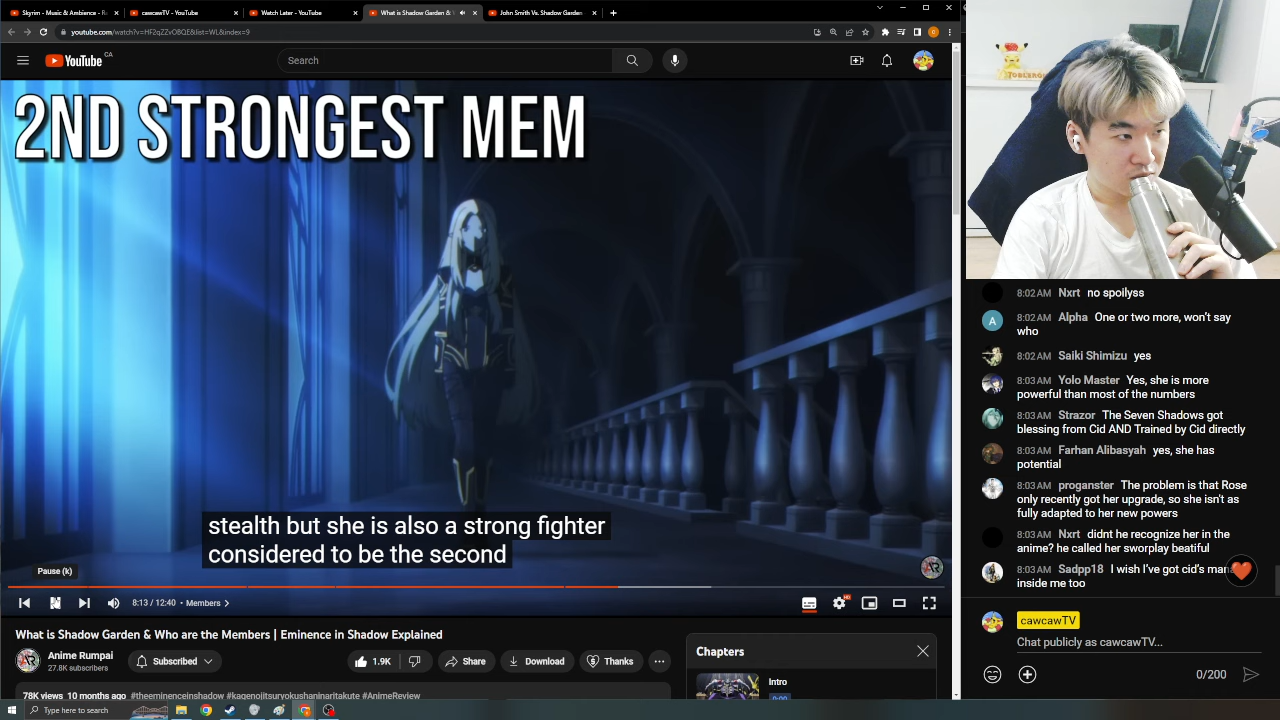 Skyrim - Music & Ambience - R
cawcawTV - YouTube
Watch Later - YouTube
What is Shadow Garden &
John Smith Vs. Shadow Garden
youtube.com/watch?v=HF2qZZvOBQE&list=WL&index=9
YouTube CA
Search
2ND STRONGEST MEM
TOBLERO
stealth but she is also a strong fighter
considered to be the second
Pause (k)
8:13 / 12:40 • Members
What is Shadow Garden & Who are the Members | Eminence in Shadow Explained
Anime Rumpai
27.8K subscribers
Subscribed
1.9K
Share
Download
Thanks
78K views 10 months ago #theeminenceinshadow #kagenojitsuryokushaninaritakute #AnimeReview
Chapters
Intro
0:00
8:02 AM Nxrt no spoilyss
A
8:02 AM Alpha One or two more, won't say
who
8:02 AM Saiki Shimizu yes
8:03 AM Yolo Master Yes, she is more
powerful than most of the numbers
8:03 AM Strazor The Seven Shadows got
blessing from Cid AND Trained by Cid directly
8:03 AM Farhan Alibasyah yes, she has
potential
8:03 AM proganster The problem is that Rose
only recently got her upgrade, so she isn't as
fully adapted to her new powers
8:03 AM Nxrt didnt he recognize her in the
anime? he called her sworplay beatiful
8:03 AM Sadpp18 I wish I've got cid's mana
inside me too
cawcawTV
Chat publicly as cawcawTV...
0/200
Type here to search